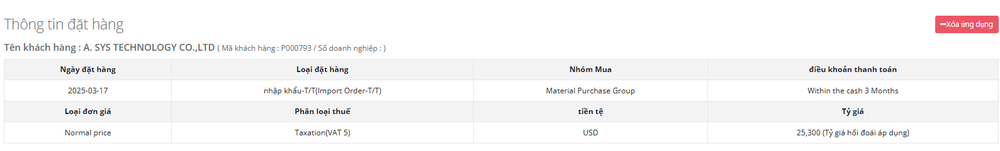 Thông tin đặt hàng
Xóa ứng dụng
Tên khách hàng : A. SYS TECHNOLOGY CO.,LTD ( Mã khách hàng : P000793 / Số doanh nghiệp : )
Ngày đặt hàng Loại đặt hàng Nhóm Mua điều khoản thanh toán
2025-03-17 nhập khẩu-T/T(Import Order-T/T) Material Purchase Group Within the cash 3 Months
Loại đơn giá Phân loại thuế tiền tệ Tỷ giá
Normal price Taxation(VAT 5) USD 25,300 (Tỷ giá hối đoái áp dụng)